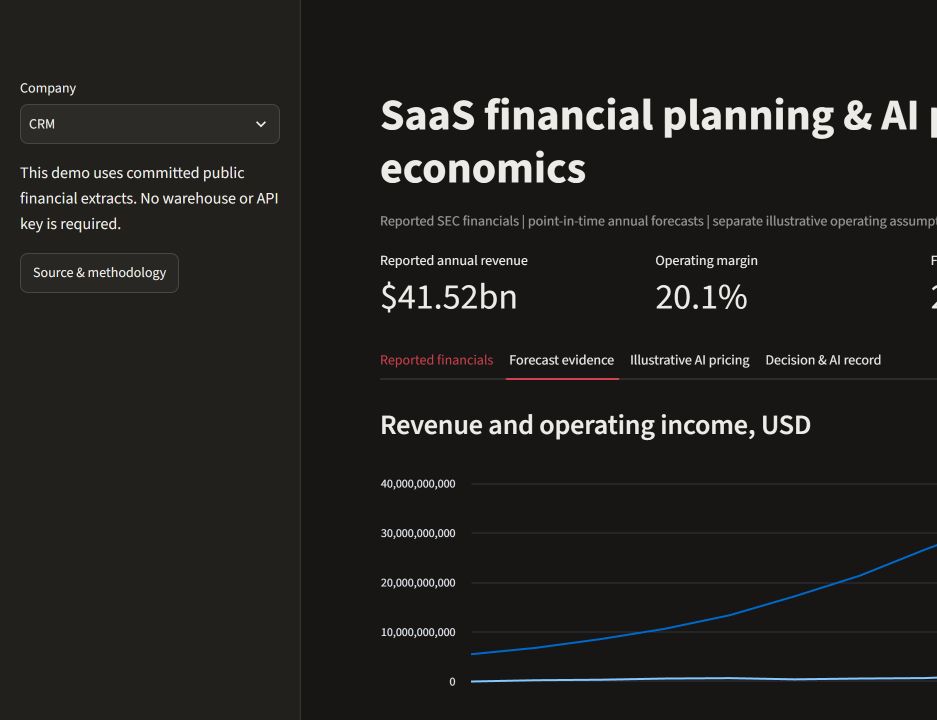 Company
CRM
This demo uses committed public
financial extracts. No warehouse or API
key is required.
Source & methodology
SaaS financial planning & AI
economics
Reported SEC financials | point-in-time annual forecasts | separate illustrative operating
Reported annual revenue
Operating margin
$41.52bn
20.1%
Reported financials
Forecast evidence
Illustrative AI pricing
Decision & AI record
Revenue and operating income, USD
40,000,000,000
30,000,000,000
20,000,000,000
10,000,000,000
0